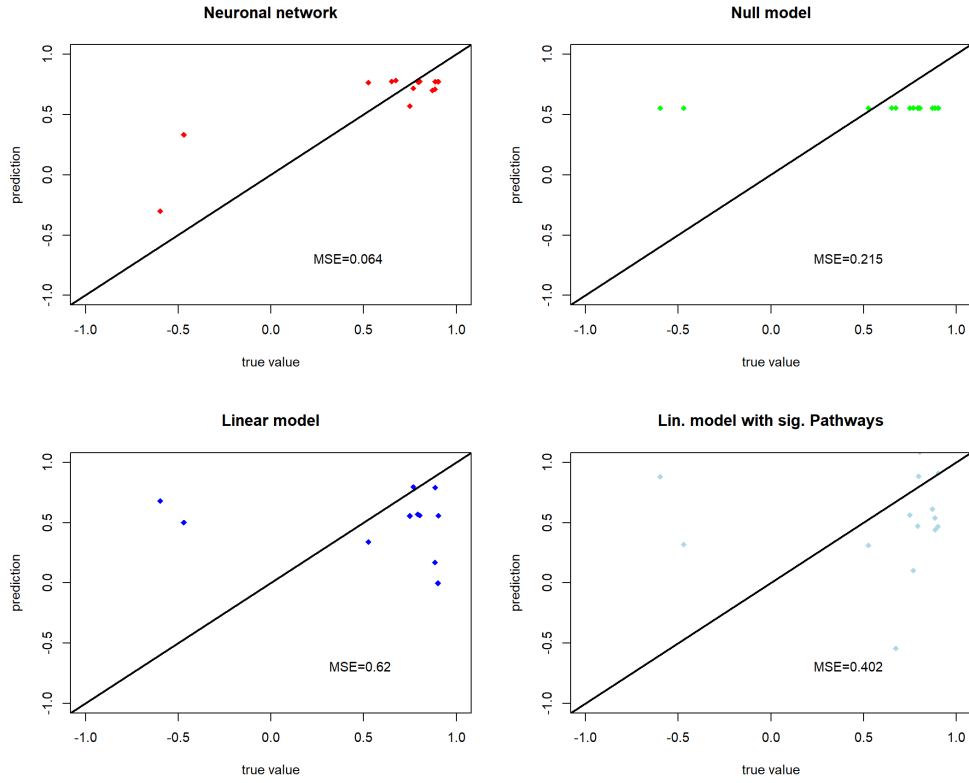 Neuronal network
1.0
0.5
0.0
-0.5
-1.0
prediction
MSE=0.064
-1.0 -0.5 0.0 0.5 1.0
true value
Null model
1.0
0.5
0.0
-0.5
-1.0
prediction
MSE=0.215
-1.0 -0.5 0.0 0.5 1.0
true value
Linear model
1.0
0.5
0.0
-0.5
-1.0
prediction
MSE=0.62
-1.0 -0.5 0.0 0.5 1.0
true value
Lin. model with sig. Pathways
1.0
0.5
0.0
-0.5
-1.0
prediction
MSE=0.402
-1.0 -0.5 0.0 0.5 1.0
true value